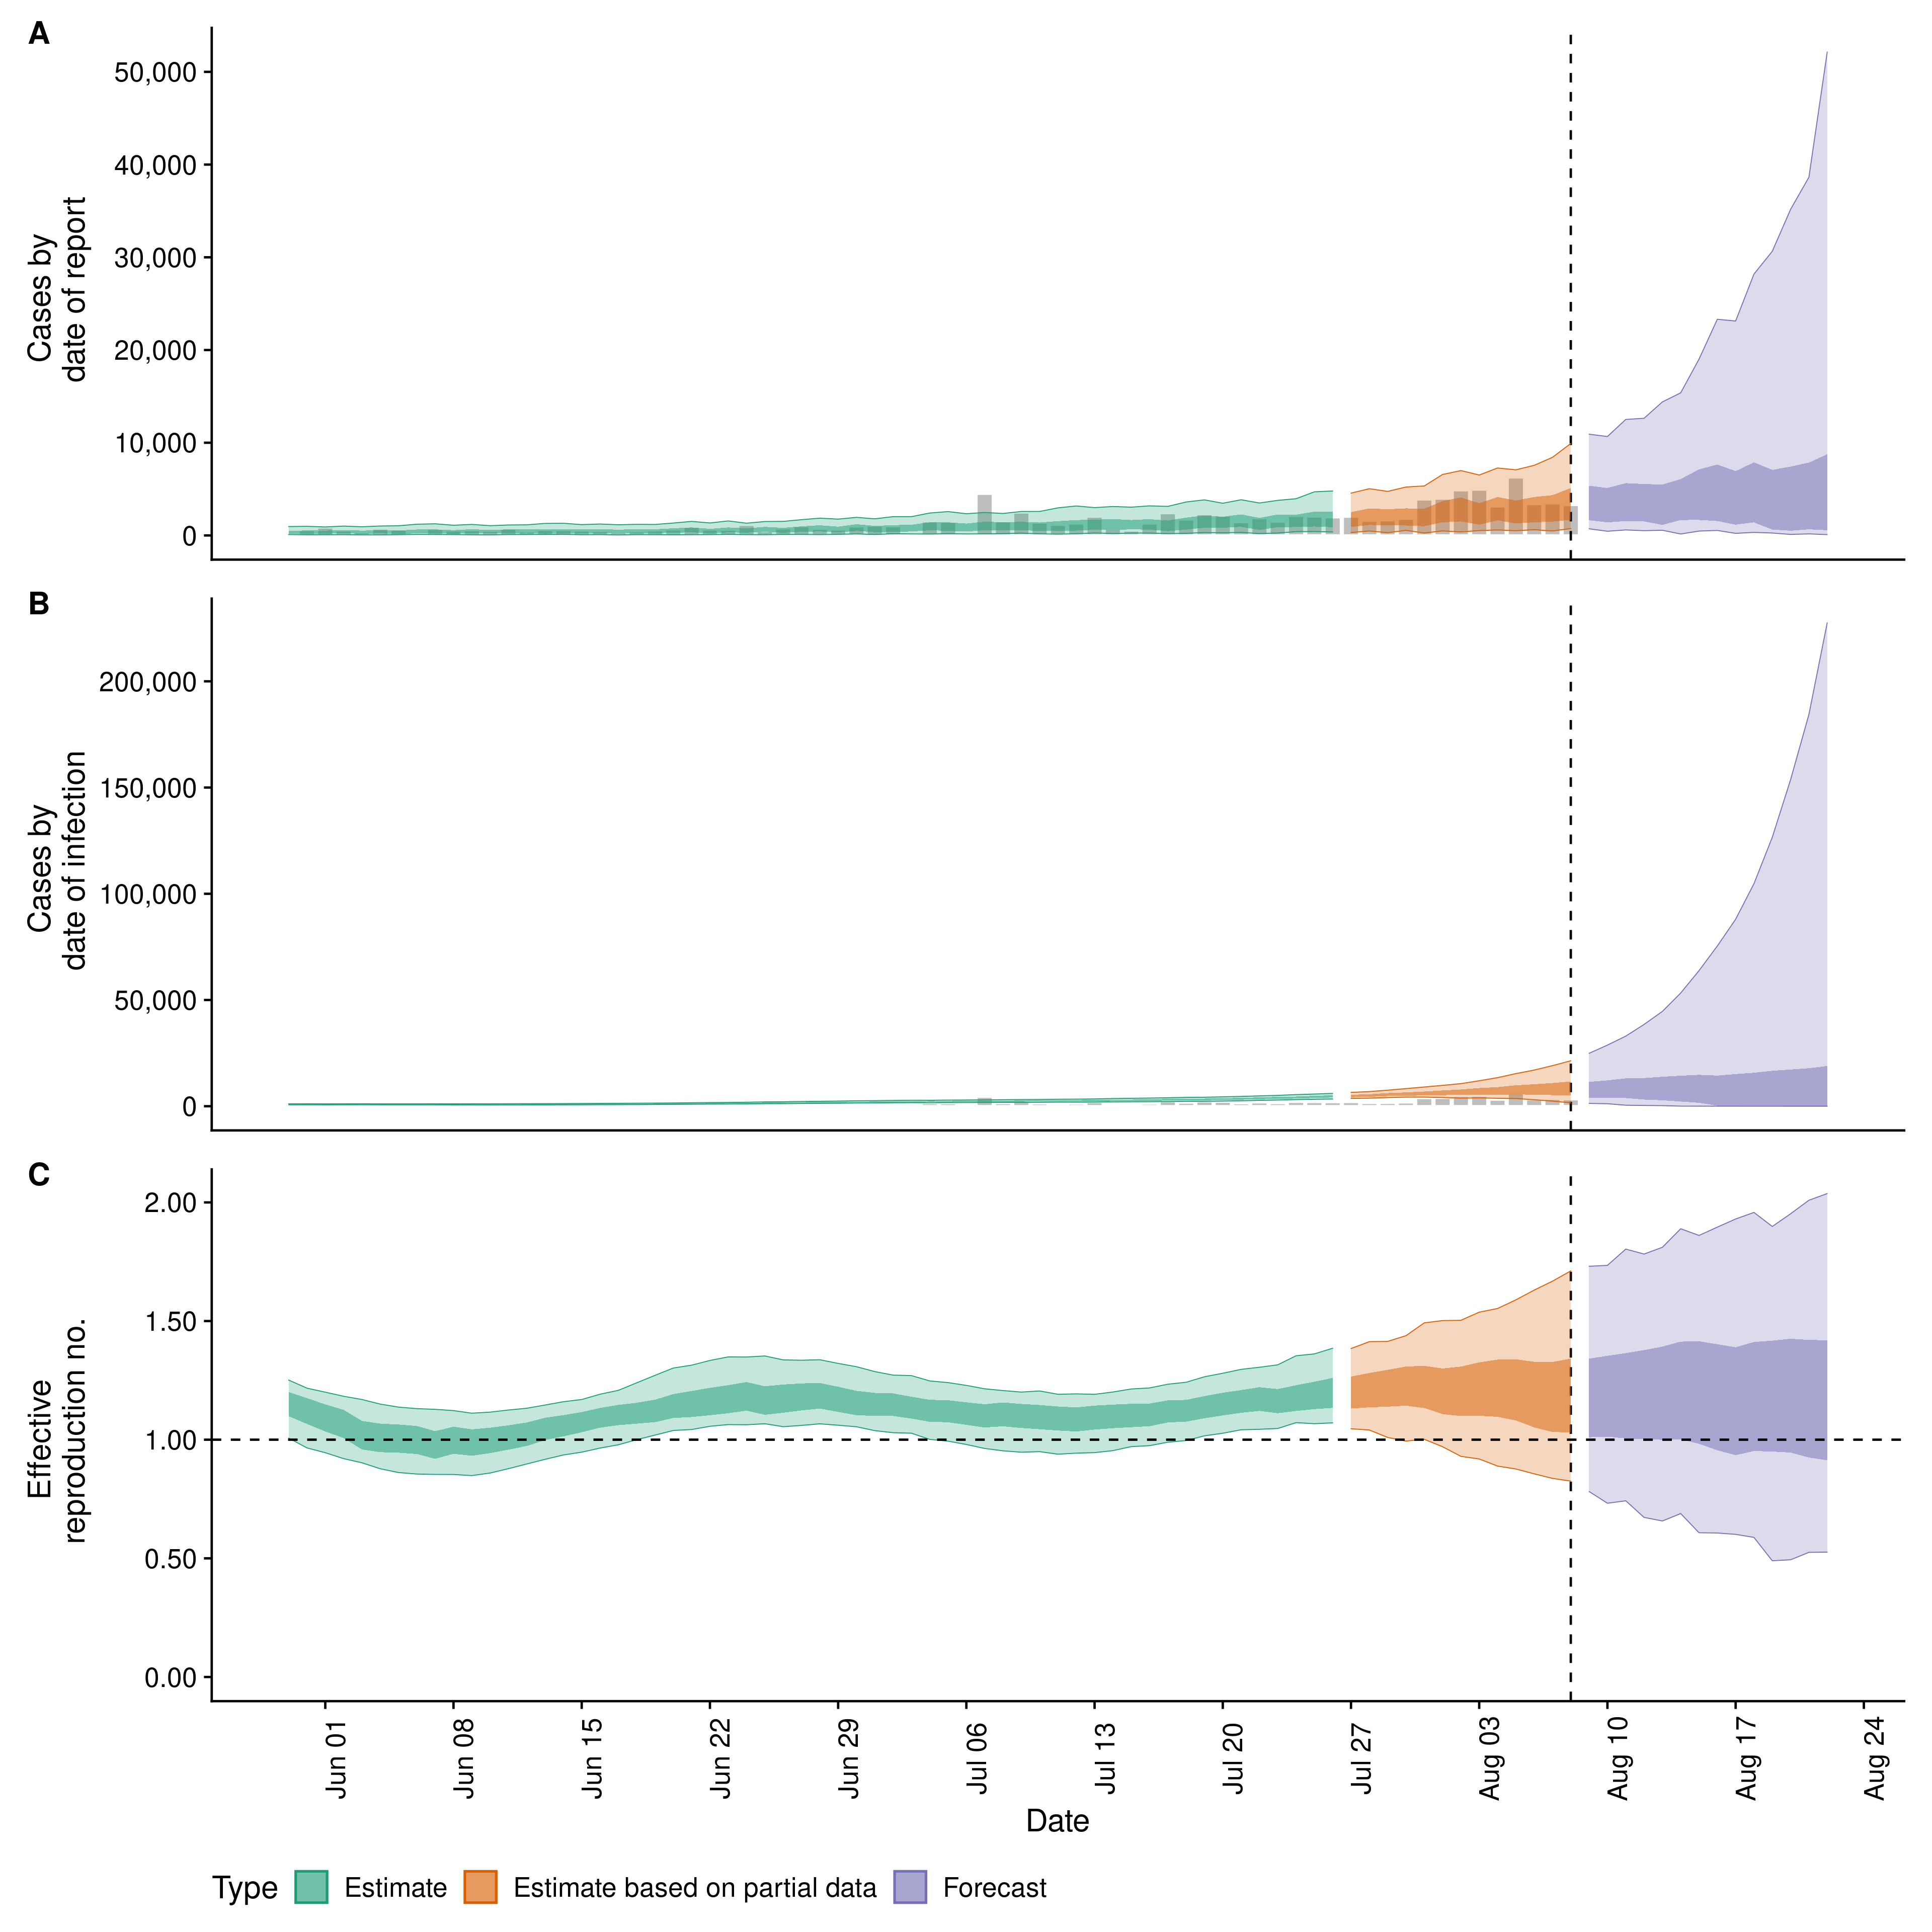 A
50,000
40,000
30,000
20,000
10,000
0
Cases by
date of report
B
200,000
150,000
100,000
50,000
0
Cases by
date of infection
C
2.00
1.50
1.00
0.50
0.00
Effective
reproduction no.
Jun 01
Jun 08
Jun 15
Jun 22
Jun 29
Jul 06
Jul 13
Jul 20
Jul 27
Aug 03
Aug 10
Aug 17
Aug 24
Date
Type Estimate Estimate based on partial data Forecast